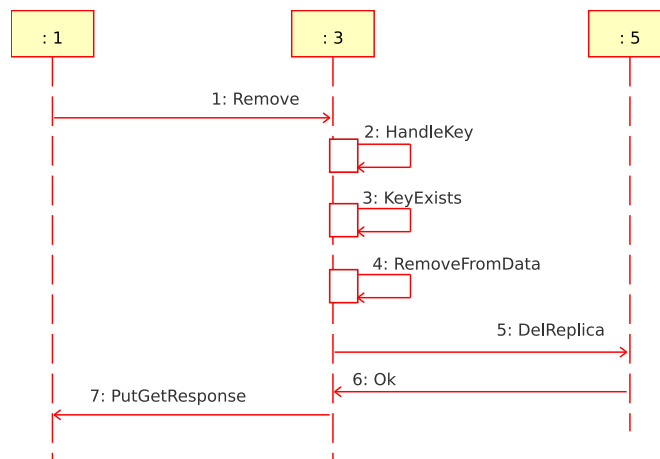 : 1
: 3
: 5
1: Remove
2: HandleKey
3: KeyExists
4: RemoveFromData
5: DelReplica
6: Ok
7: PutGetResponse